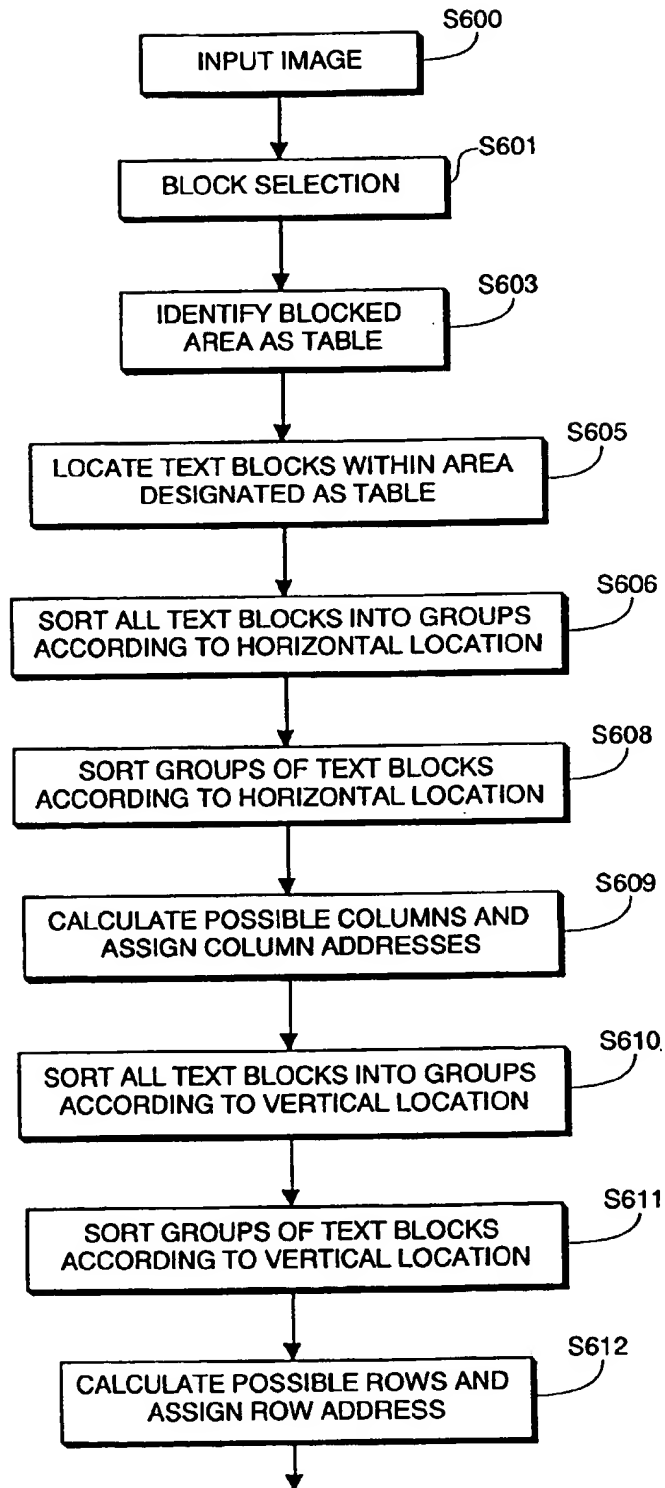 S600
INPUT IMAGE
S601
BLOCK SELECTION
S603
IDENTIFY BLOCKED
AREA AS TABLE
S605
LOCATE TEXT BLOCKS WITHIN AREA
DESIGNATED AS TABLE
S606
SORT ALL TEXT BLOCKS INTO GROUPS
ACCORDING TO HORIZONTAL LOCATION
S608
SORT GROUPS OF TEXT BLOCKS
ACCORDING TO HORIZONTAL LOCATION
S609
CALCULATE POSSIBLE COLUMNS AND
ASSIGN COLUMN ADDRESSES
S610
SORT ALL TEXT BLOCKS INTO GROUPS
ACCORDING TO VERTICAL LOCATION
S611
SORT GROUPS OF TEXT BLOCKS
ACCORDING TO VERTICAL LOCATION
S612
CALCULATE POSSIBLE ROWS AND
ASSIGN ROW ADDRESS